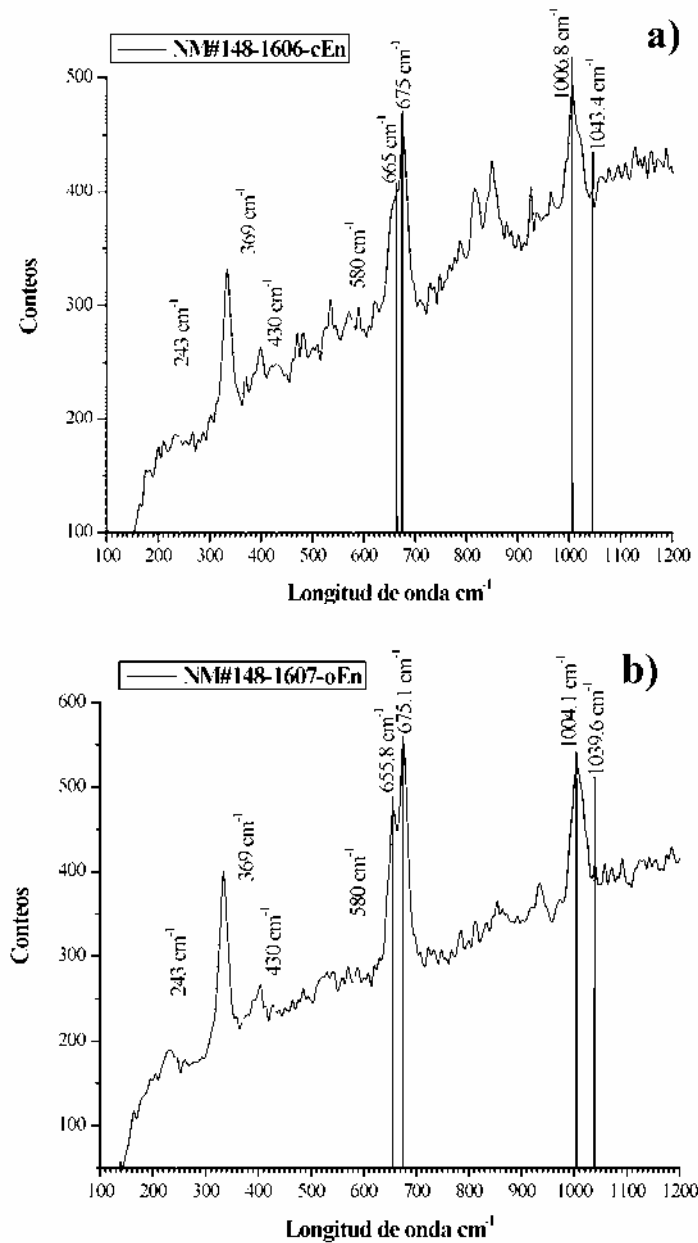 NM#148-1606-cEn
a)
500
400
300
200
100
Conteos
243 cm-1
369 cm-1
430 cm-1
580 cm-1
665 cm-1
675 cm-1
1006.8 cm-1
1043.4 cm-1
100 200 300 400 500 600 700 800 900 1000 1100 1200
Longitud de onda cm-1
NM#148-1607-oEn
b)
600
500
400
300
200
100
Conteos
243 cm-1
369 cm-1
430 cm-1
580 cm-1
655.8 cm-1
675.1 cm-1
1004.1 cm-1
1039.6 cm-1
100 200 300 400 500 600 700 800 900 1000 1100 1200
Longitud de onda cm-1